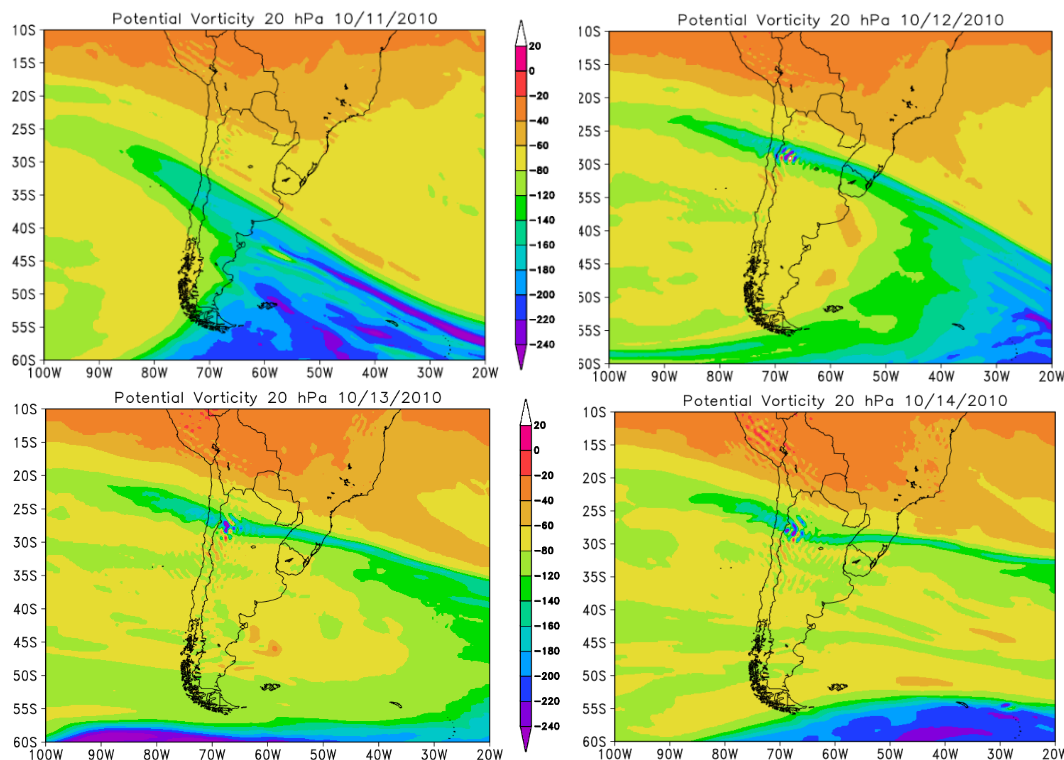 Potential Vorticity 20 hPa 10/11/2010
10S
15S
20S
25S
30S
35S
40S
45S
50S
55S
60S
100W 90W 80W 70W 60W 50W 40W 30W 20W
20
0
-20
-40
-60
-80
-100
-120
-140
-160
-180
-200
-220
-240
Potential Vorticity 20 hPa 10/12/2010
10S
15S
20S
25S
30S
35S
40S
45S
50S
55S
50S
100W 90W 80W 70W 60W 50W 40W 30W 20W
Potential Vorticity 20 hPa 10/13/2010
10S
15S
20S
25S
30S
35S
40S
45S
50S
55S
60S
100W 90W 80W 70W 60W 50W 40W 30W 20W
20
0
-20
-40
-60
-80
-100
-120
-140
-160
-180
-200
-220
-240
Potential Vorticity 20 hPa 10/14/2010
10S
15S
20S
25S
30S
35S
40S
45S
50S
55S
60S
100W 90W 80W 70W 60W 50W 40W 30W 20W